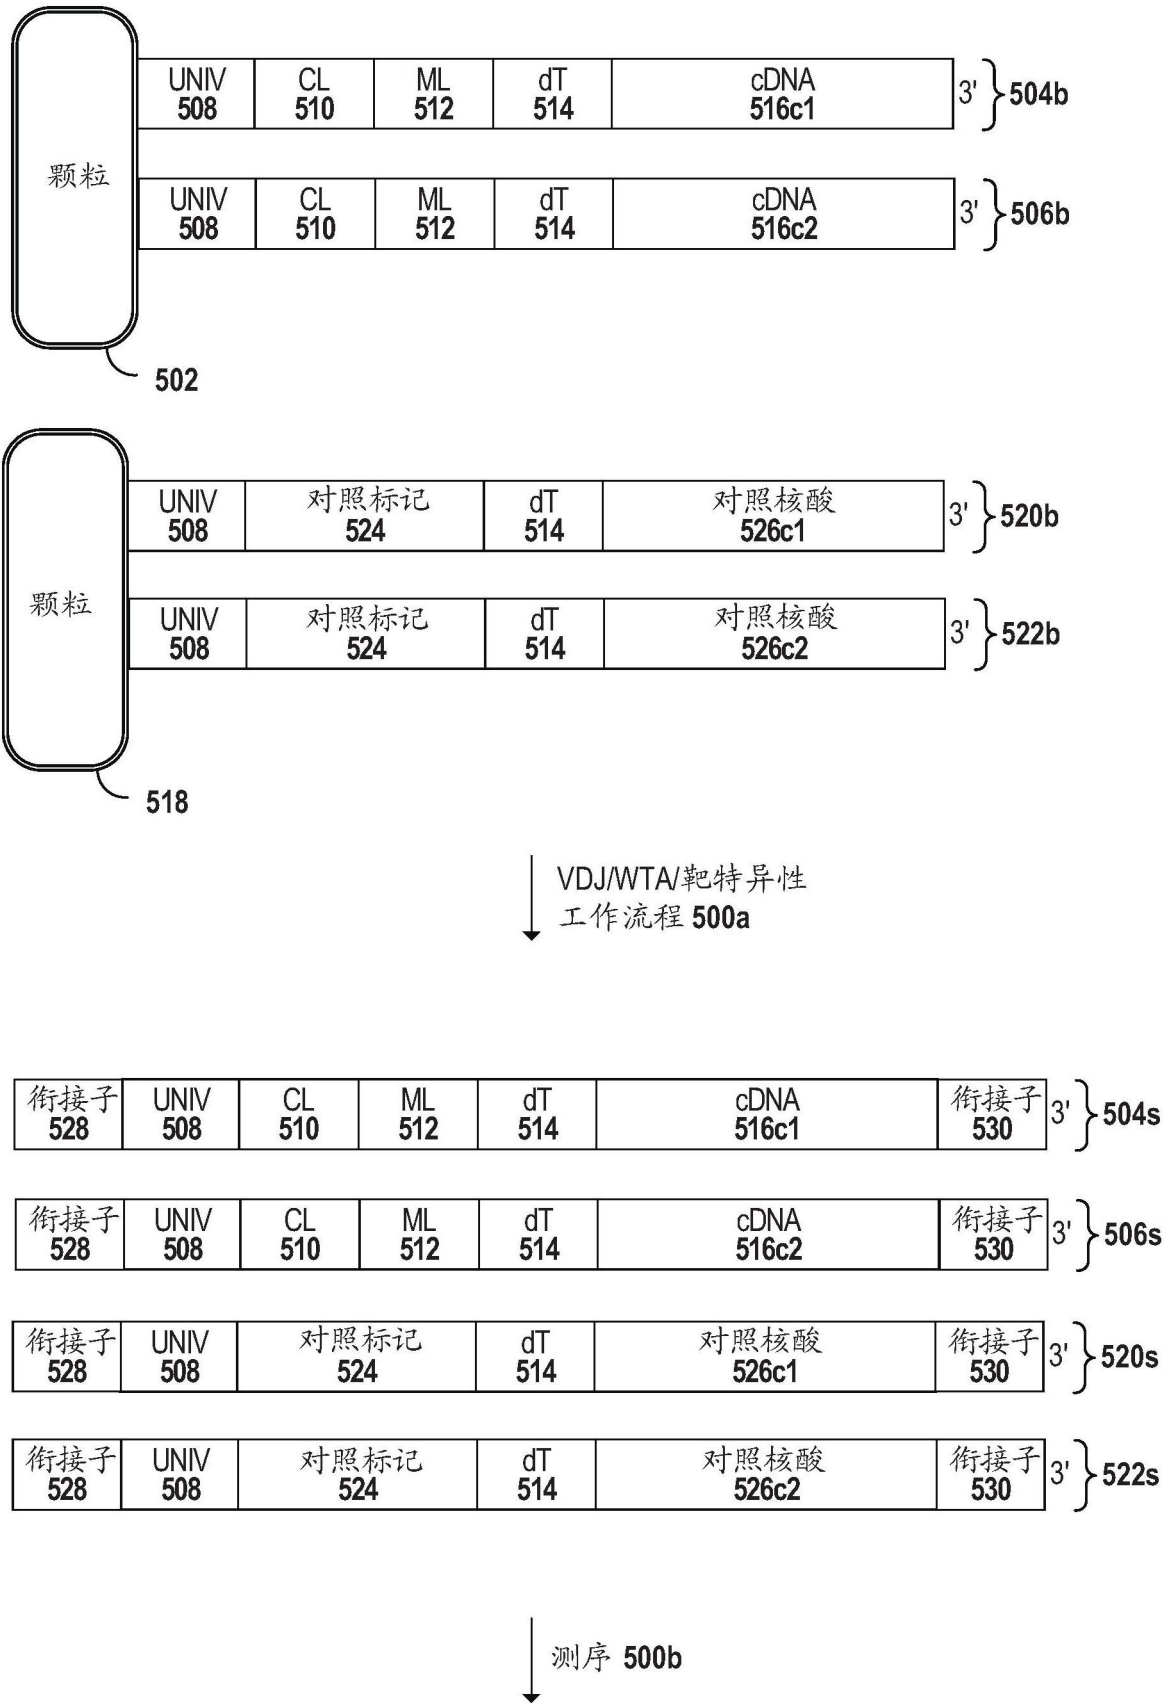 UNIV CL ML dT cDNA
508 510 512 514 516c1 3' 504b
颗粒
UNIV CL ML dT cDNA
508 510 512 514 516c2 3' 506b
502
UNIV 对照标记 dT 对照核酸
508 524 514 526c1 3' 520b
颗粒
UNIV 对照标记 dT 对照核酸
508 524 514 526c2 3' 522b
518
VDJ/WTA/靶特异性
工作流程 500a
衔接子 UNIV CL ML dT cDNA 衔接子
528 508 510 512 514 516c1 530 3' 504s
衔接子 UNIV CL ML dT cDNA 衔接子
528 508 510 512 514 516c2 530 3' 506s
衔接子 UNIV 对照标记 dT 对照核酸 衔接子
528 508 524 514 526c1 530 3' 520s
衔接子 UNIV 对照标记 dT 对照核酸 衔接子
528 508 524 514 526c2 530 3' 522s
测序 500b